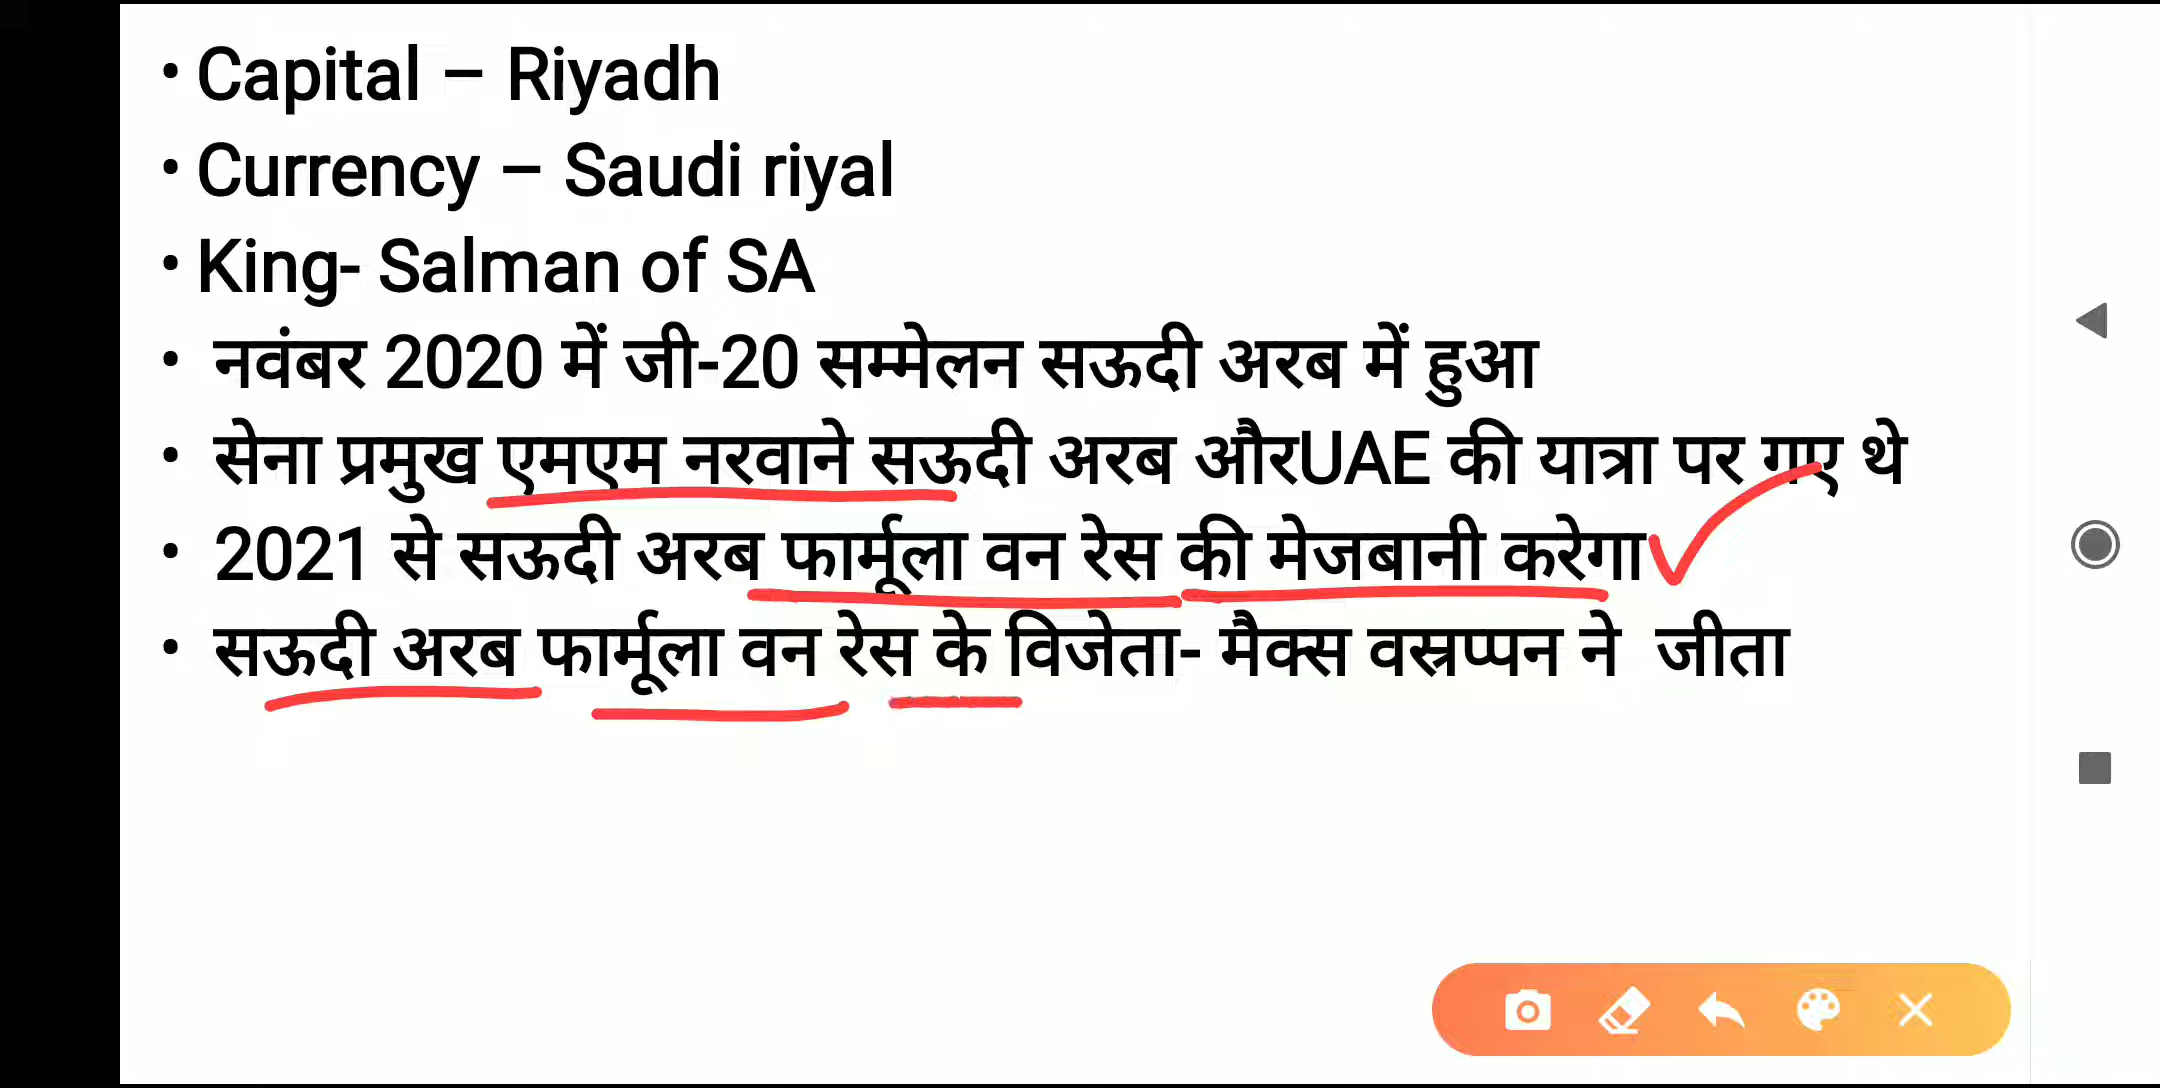 • Capital – Riyadh
• Currency – Saudi riyal
• King- Salman of SA
• नवंबर 2020 में जी-20 सम्मेलन सऊदी अरब में हुआ
• सेना प्रमुख एमएम नरवाने सऊदी अरब औरUAE की यात्रा पर गए थे
• 2021 से सऊदी अरब फार्मूला वन रेस की मेजबानी करेगा
• सऊदी अरब फार्मूला वन रेस के विजेता- मैक्स वस्रप्पन ने जीता